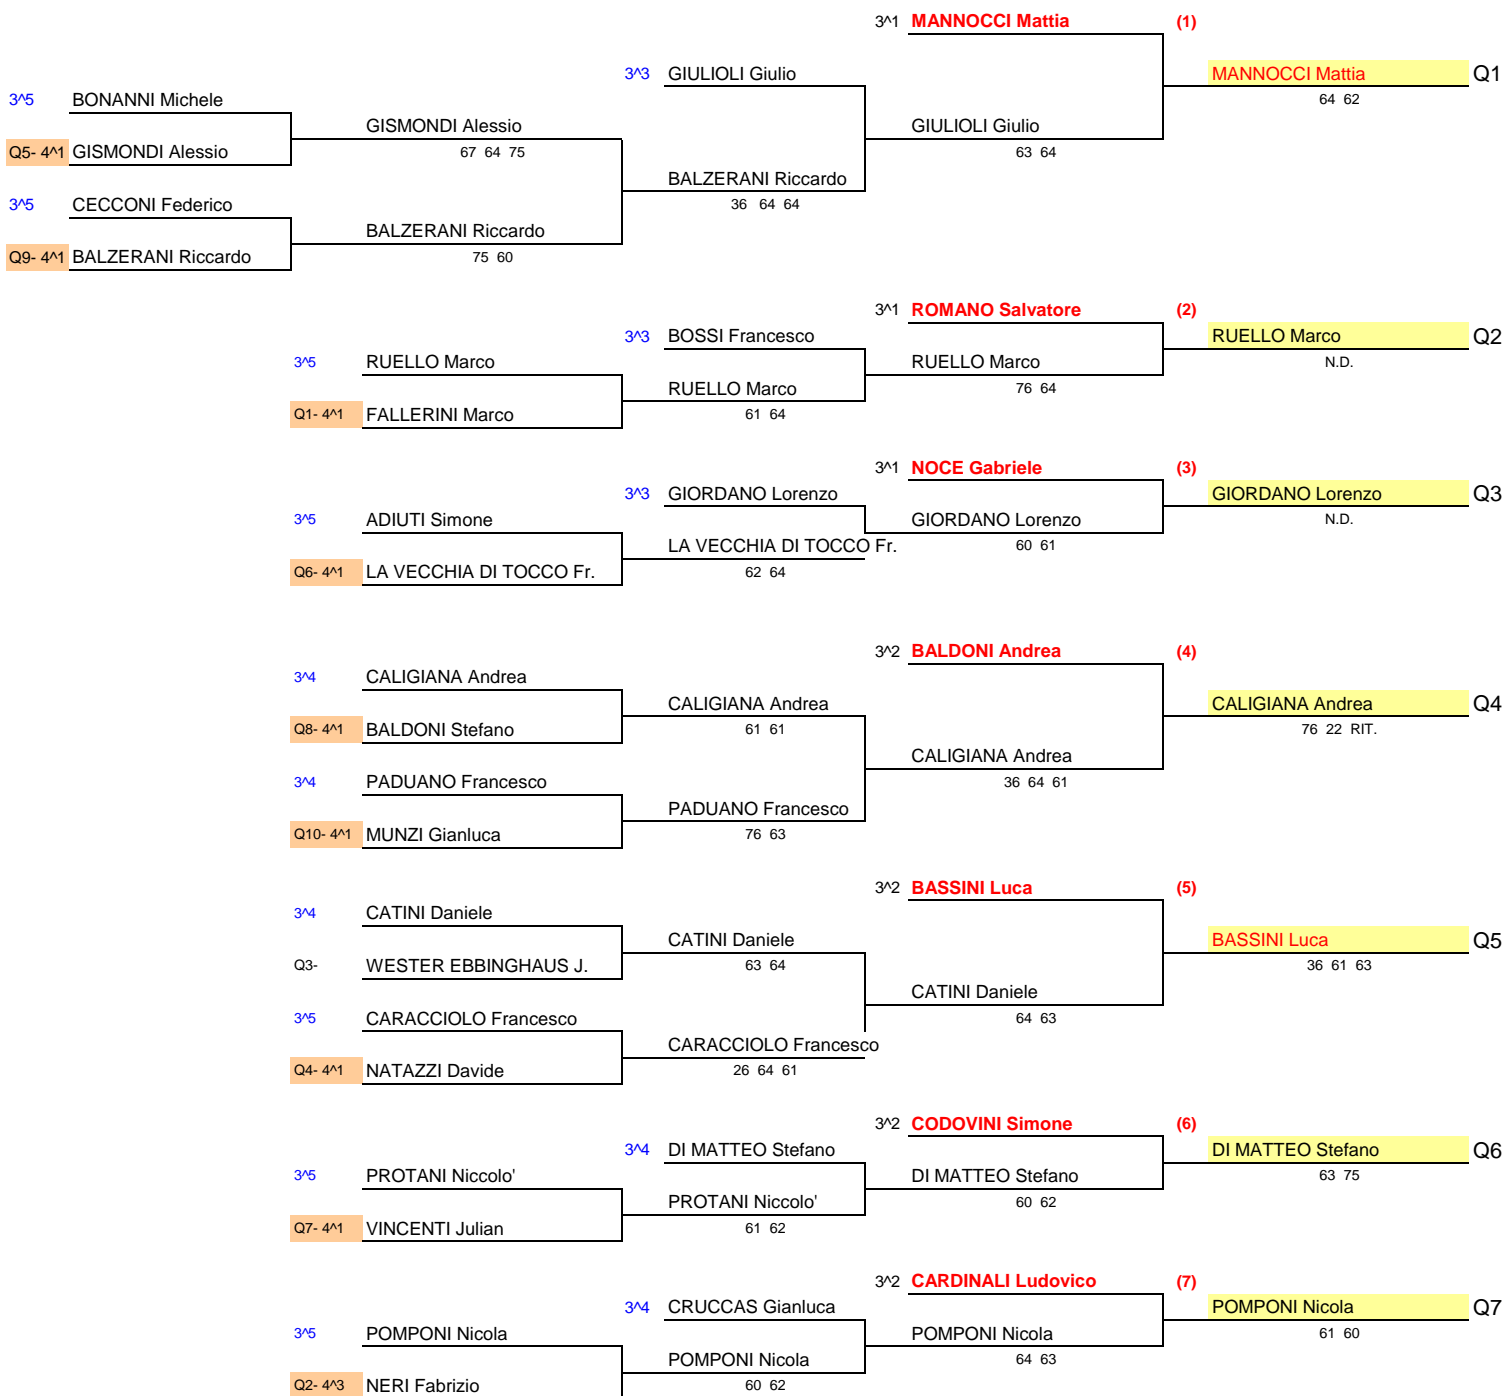 3^1 MANNOCCI Mattia (1)
3^3 GIULIOLI Giulio MANNOCCI Mattia Q1
3^5 BONANNI Michele 64 62
GISMONDI Alessio GIULIOLI Giulio
Q5- 4^1 GISMONDI Alessio 67 64 75 63 64
BALZERANI Riccardo
3^5 CECCONI Federico 36 64 64
BALZERANI Riccardo
Q9- 4^1 BALZERANI Riccardo 75 60
3^1 ROMANO Salvatore (2)
3^3 BOSSI Francesco RUELLO Marco Q2
3^5 RUELLO Marco RUELLO Marco N.D.
RUELLO Marco 76 64
Q1- 4^1 FALLERINI Marco 61 64
3^1 NOCE Gabriele (3)
3^3 GIORDANO Lorenzo GIORDANO Lorenzo Q3
3^5 ADIUTI Simone GIORDANO Lorenzo N.D.
LA VECCHIA DI TOCCO Fr. 60 61
Q6- 4^1 LA VECCHIA DI TOCCO Fr. 62 64
3^2 BALDONI Andrea (4)
3^4 CALIGIANA Andrea
CALIGIANA Andrea CALIGIANA Andrea Q4
Q8- 4^1 BALDONI Stefano 61 61 76 22 RIT.
CALIGIANA Andrea
3^4 PADUANO Francesco 36 64 61
PADUANO Francesco
Q10- 4^1 MUNZI Gianluca 76 63
3^2 BASSINI Luca (5)
3^4 CATINI Daniele
CATINI Daniele BASSINI Luca Q5
Q3- WESTER EBBINGHAUS J. 63 64 36 61 63
CATINI Daniele
3^5 CARACCIOLO Francesco 64 63
CARACCIOLO Francesco
Q4- 4^1 NATAZZI Davide 26 64 61
3^2 CODOVINI Simone (6)
3^4 DI MATTEO Stefano DI MATTEO Stefano Q6
3^5 PROTANI Niccolo' DI MATTEO Stefano 63 75
PROTANI Niccolo' 60 62
Q7- 4^1 VINCENTI Julian 61 62
3^2 CARDINALI Ludovico (7)
3^4 CRUCCAS Gianluca POMPONI Nicola Q7
3^5 POMPONI Nicola POMPONI Nicola 61 60
POMPONI Nicola 64 63
Q2- 4^3 NERI Fabrizio 60 62